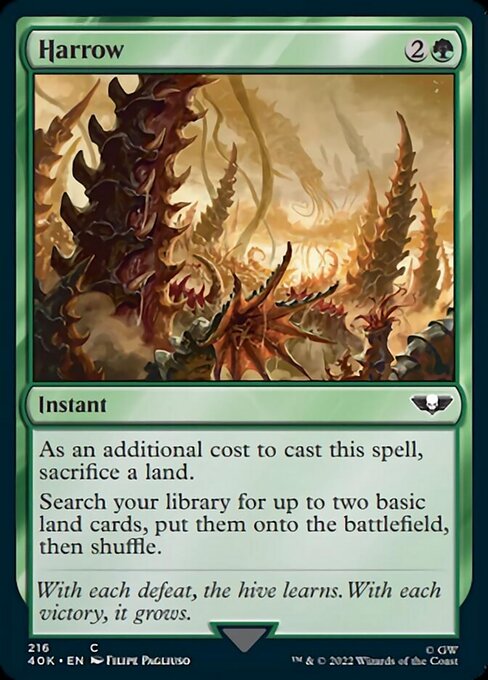 Harrow 2
Instant
As an additional cost to cast this spell,
sacrifice a land.
Search your library for up to two basic
land cards, put them onto the battlefield,
then shuffle.
With each defeat, the hive learns. With each
victory, it grows.
216 C © GW
40K • EN Filipe Pagliuso ™ & © 2022 Wizards of the Coast